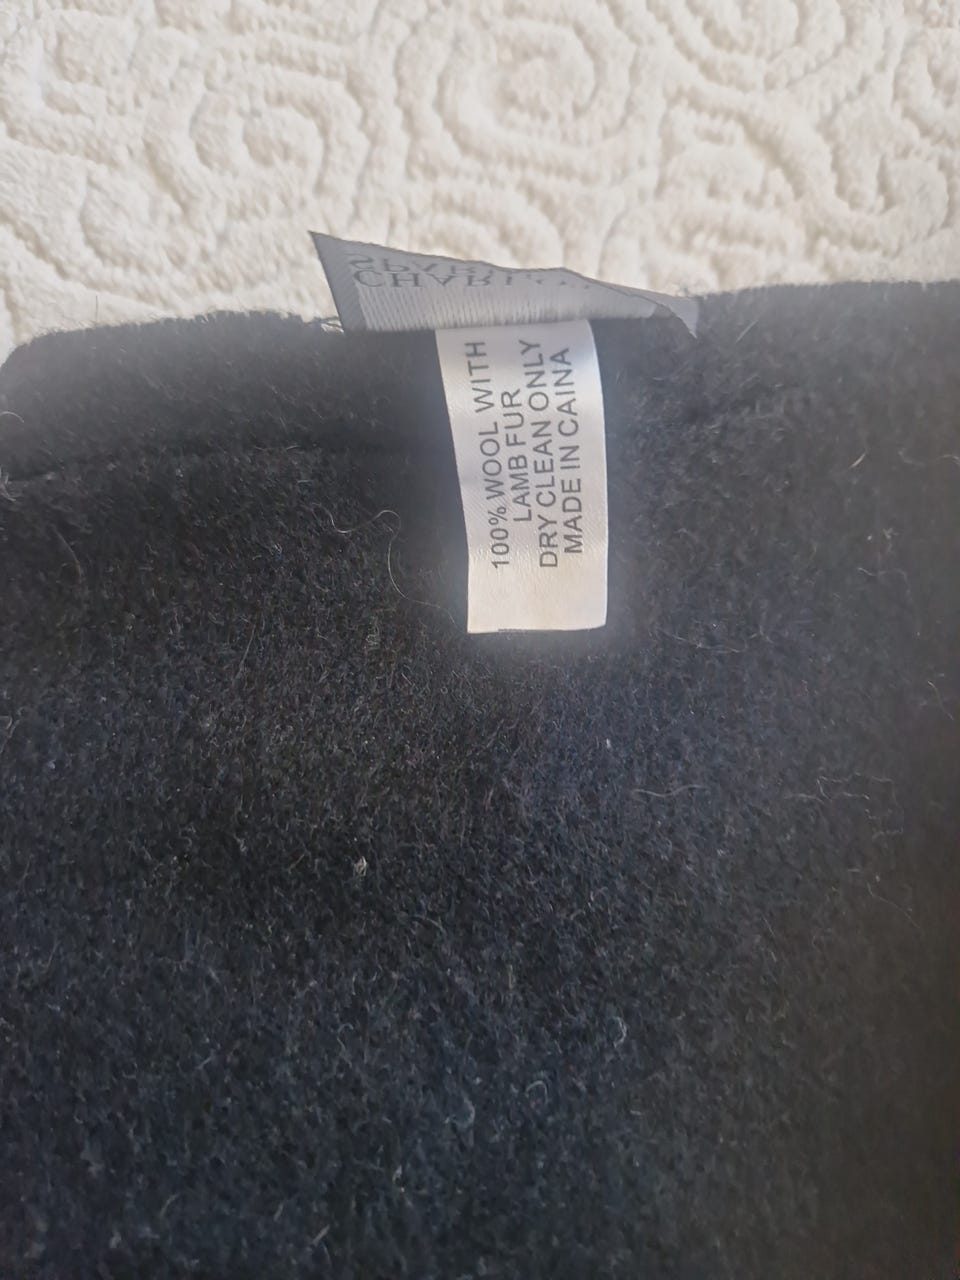 100% WOOL WITH
LAMB FUR
DRY CLEAN ONLY
MADE IN CAINA